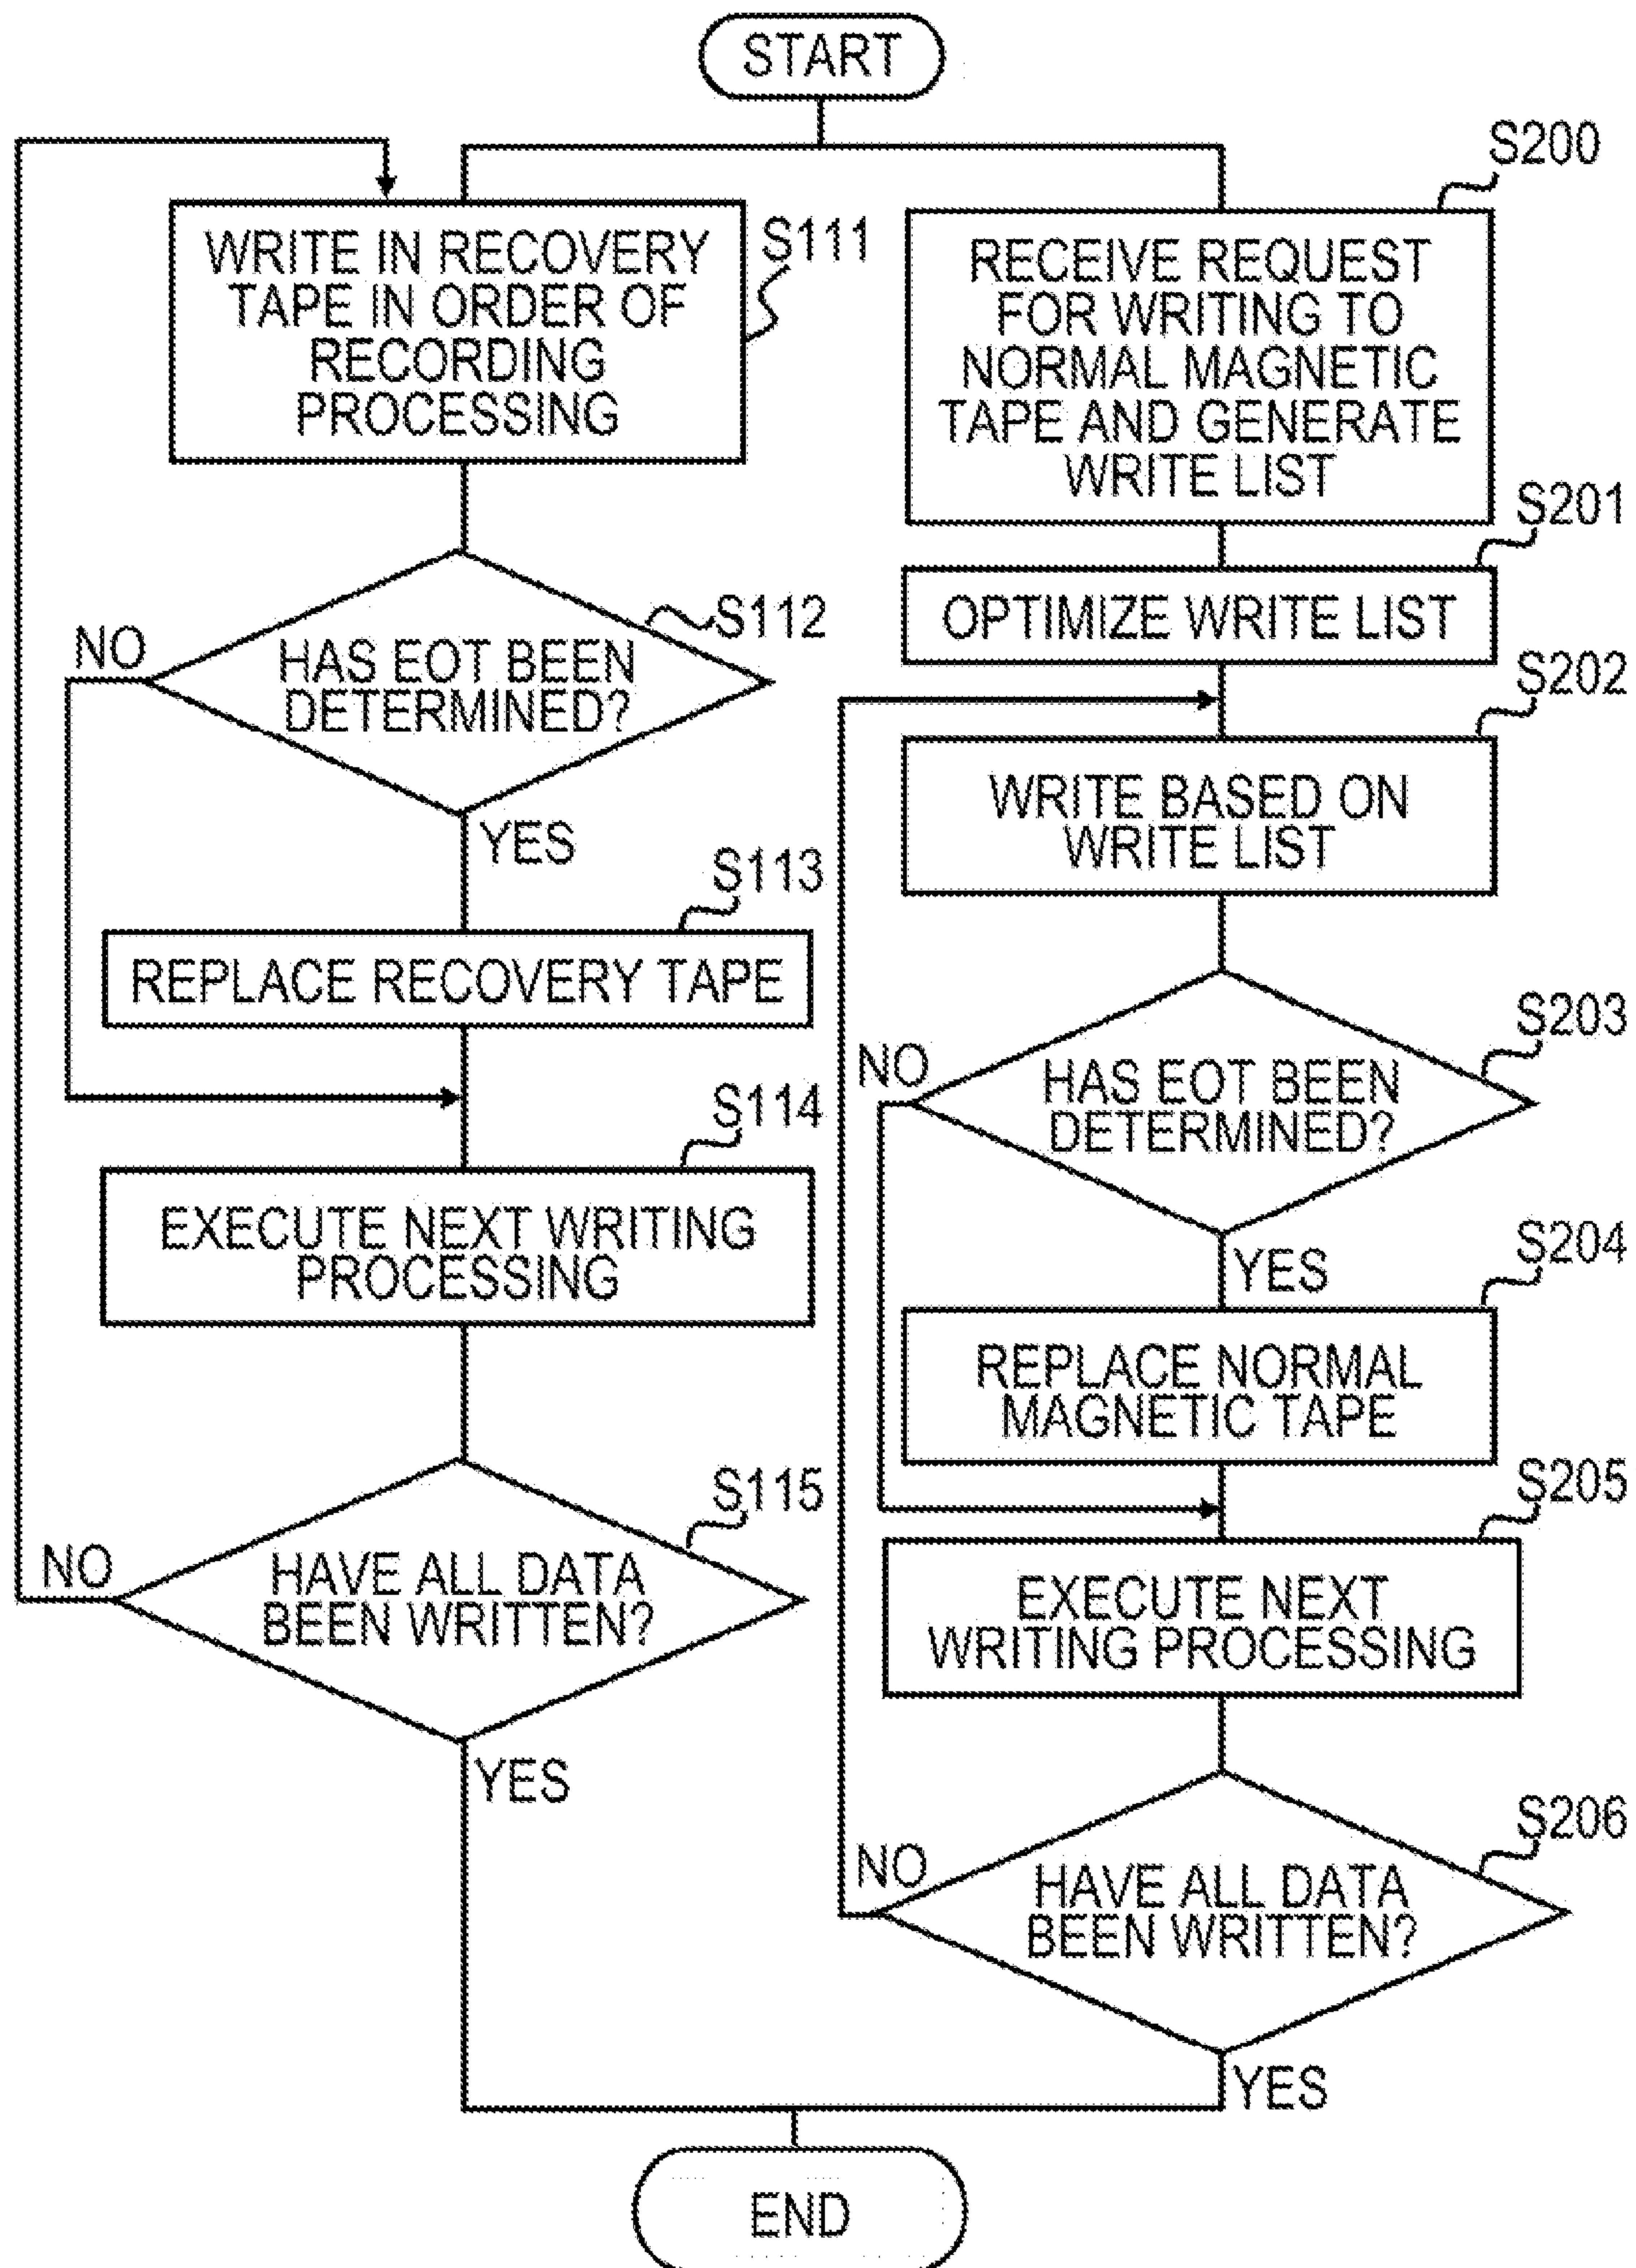 START
WRITE IN RECOVERY
TAPE IN ORDER OF
RECORDING
PROCESSING
S111
HAS EOT BEEN
DETERMINED?
S112
NO
YES
REPLACE RECOVERY TAPE
S113
EXECUTE NEXT WRITING
PROCESSING
S114
HAVE ALL DATA
BEEN WRITTEN?
S115
NO
YES
RECEIVE REQUEST
FOR WRITING TO
NORMAL MAGNETIC
TAPE AND GENERATE
WRITE LIST
S200
OPTIMIZE WRITE LIST
S201
WRITE BASED ON
WRITE LIST
S202
HAS EOT BEEN
DETERMINED?
S203
NO
YES
REPLACE NORMAL
MAGNETIC TAPE
S204
EXECUTE NEXT
WRITING PROCESSING
S205
HAVE ALL DATA
BEEN WRITTEN?
S206
NO
YES
END